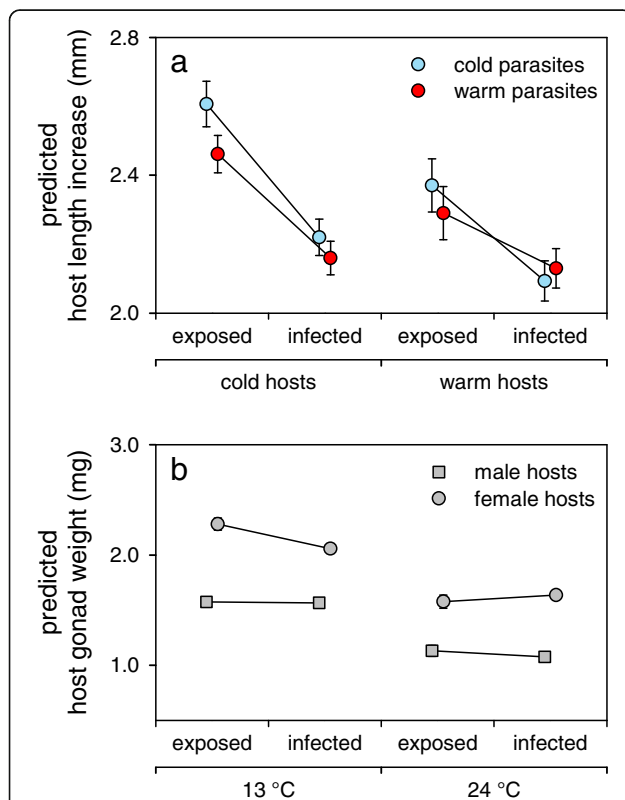 a
cold parasites
warm parasites
predicted
host length increase (mm)
2.8
2.4
2.0
exposed infected exposed infected
cold hosts warm hosts
b
male hosts
female hosts
predicted
host gonad weight (mg)
3.0
2.0
1.0
exposed infected exposed infected
13 °C 24 °C